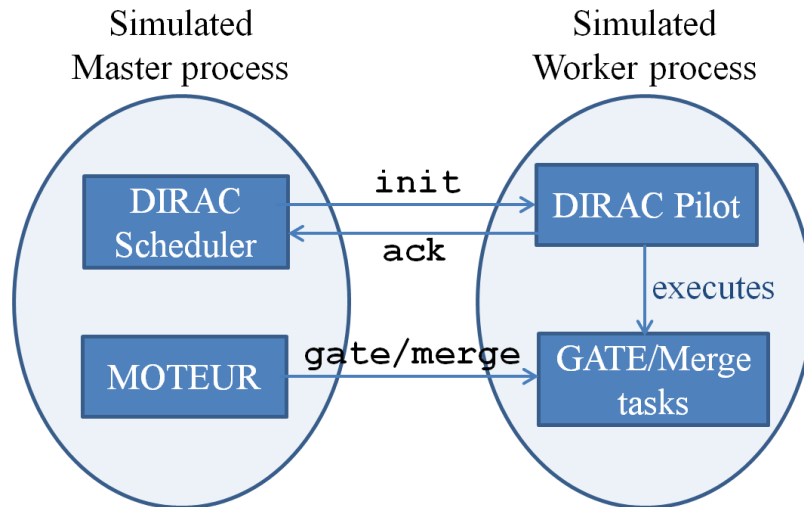 Simulated
Master process
Simulated
Worker process
DIRAC
Scheduler
init
ack
DIRAC Pilot
executes
MOTEUR
gate/merge
GATE/Merge
tasks